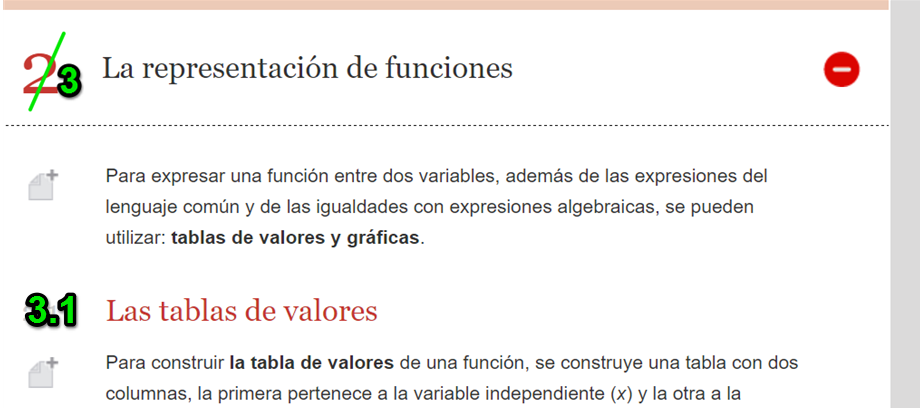 2 3 La representación de funciones
Para expresar una función entre dos variables, además de las expresiones del
lenguaje común y de las igualdades con expresiones algebraicas, se pueden
utilizar: tablas de valores y gráficas.
3.1 Las tablas de valores
Para construir la tabla de valores de una función, se construye una tabla con dos
columnas, la primera pertenece a la variable independiente (x) y la otra a la